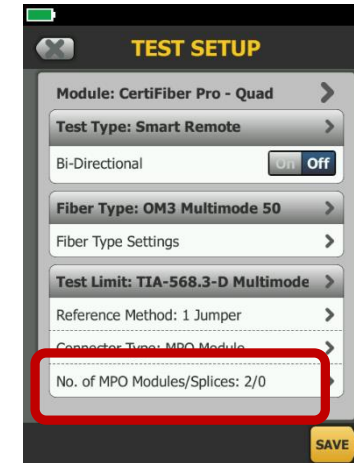 TEST SETUP
Module: CertiFiber Pro - Quad
Test Type: Smart Remote
Bi-Directional
On Off
Fiber Type: OM3 Multimode 50
Fiber Type Settings
Test Limit: TIA-568.3-D Multimode
Reference Method: 1 Jumper
Connector Type: MPO Module
No. of MPO Modules/Splices: 2/0
SAVE